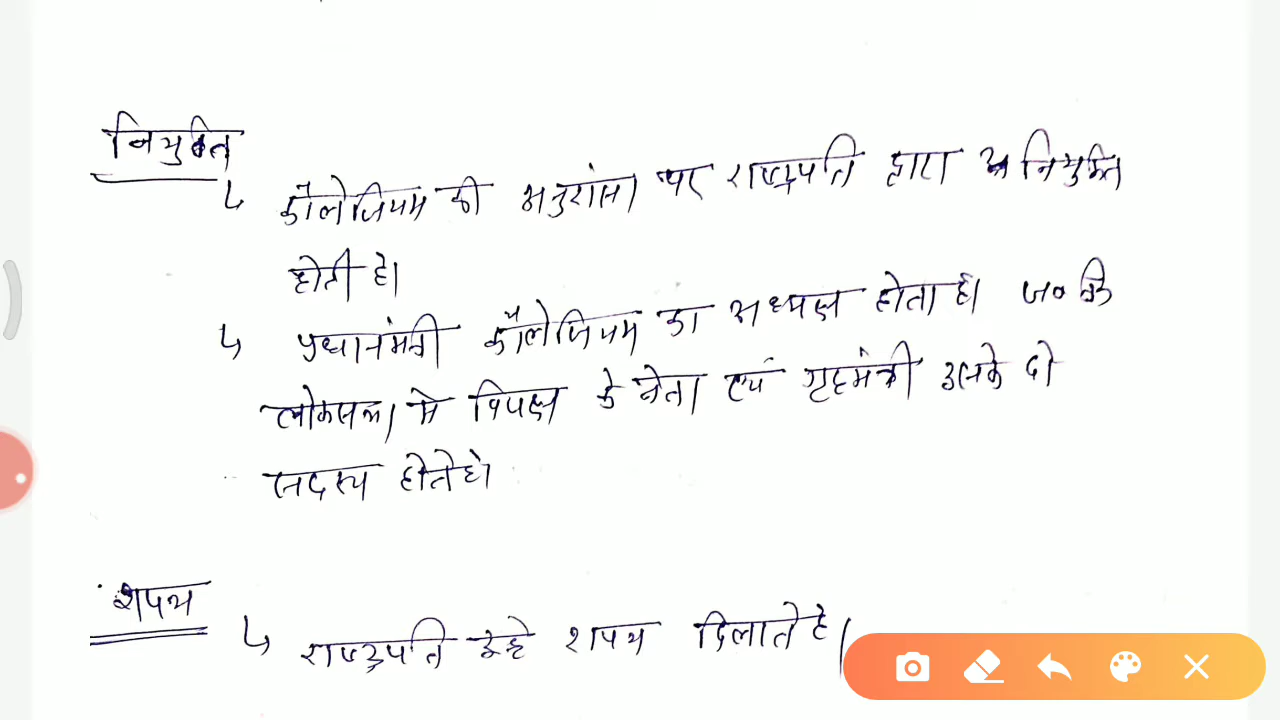 नियुक्ति
↳ कॉलेजियम की अनुशंसा पर राष्ट्रपति द्वारा नियुक्ति
होती है।
↳ प्रधानमंत्री कॉलेजियम का अध्यक्ष होता है। जबकि
लोकसभा मे विपक्ष के नेता एवं गृहमंत्री उसके दो
सदस्य होते है।
शपथ
↳ राष्ट्रपति इन्हे शपथ दिलाते है।